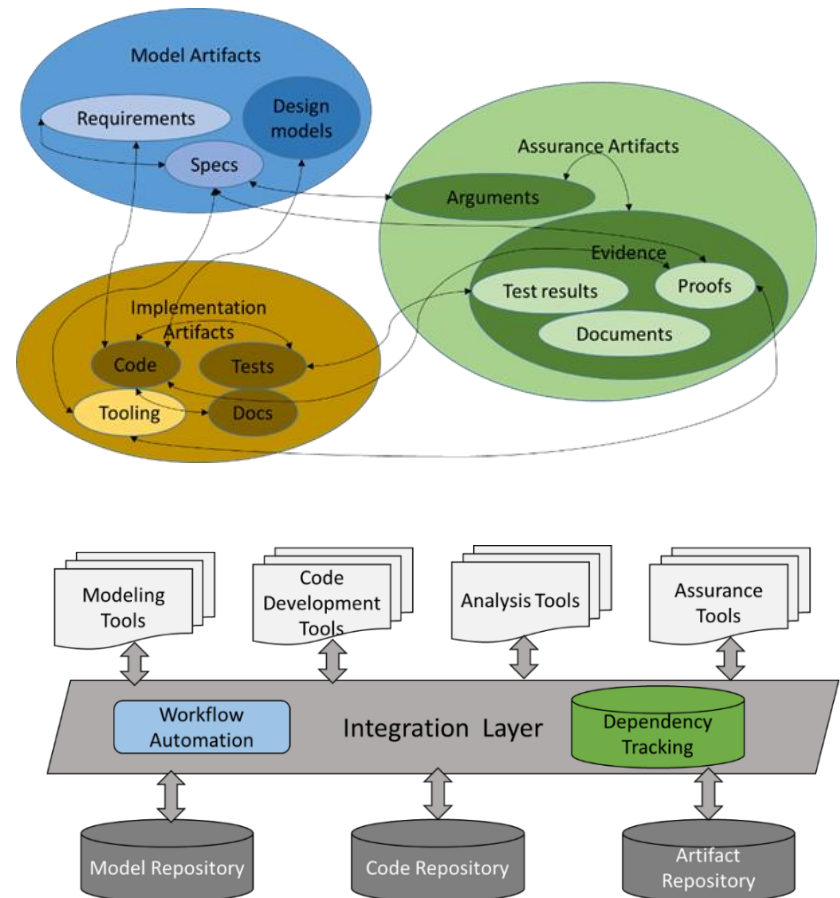 Model Artifacts
Requirements
Design
models
Specs
Assurance Artifacts
Arguments
Evidence
Test results
Proofs
Documents
Implementation
Artifacts
Code
Tests
Tooling
Docs
Modeling
Tools
Code
Development
Tools
Analysis Tools
Assurance
Tools
Workflow
Automation
Integration Layer
Dependency
Tracking
Model Repository
Code Repository
Artifact
Repository